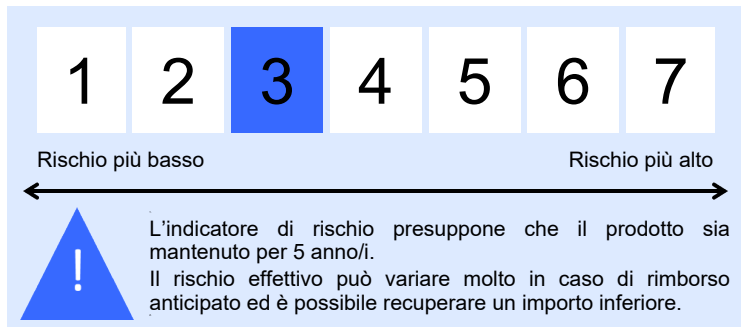 1 2 3 4 5 6 7
Rischio più basso Rischio più alto
!
L'indicatore di rischio presuppone che il prodotto sia
mantenuto per 5 anno/i.
Il rischio effettivo può variare molto in caso di rimborso
anticipato ed è possibile recuperare un importo inferiore.